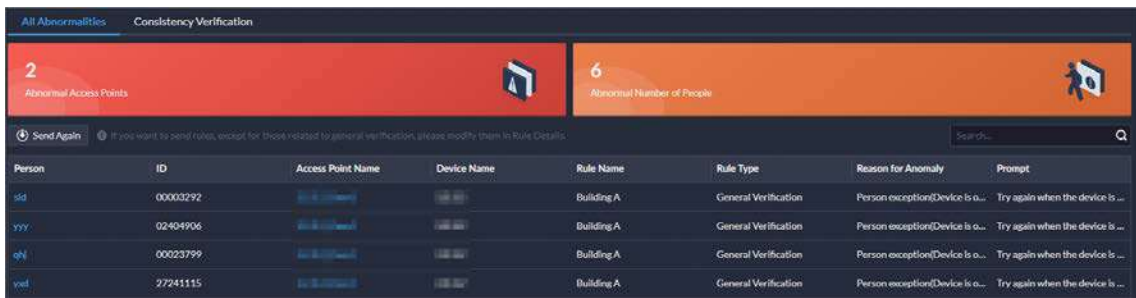 All Abnormalities Consistency Verification
2 6
Abnormal Access Points Abnormal Number of People
Send Again If you want to send rules, except for those related to general verification, please modify them in Rule Details. Search...
Person ID Access Point Name Device Name Rule Name Rule Type Reason for Anomaly Prompt
sld 00003292 Building A General Verification Person exception(Device is o... Try again when the device is ...
yyy 02404906 Building A General Verification Person exception(Device is o... Try again when the device is ...
qhj 00023799 Building A General Verification Person exception(Device is o... Try again when the device is ...
yxd 27241115 Building A General Verification Person exception(Device is o... Try again when the device is ...